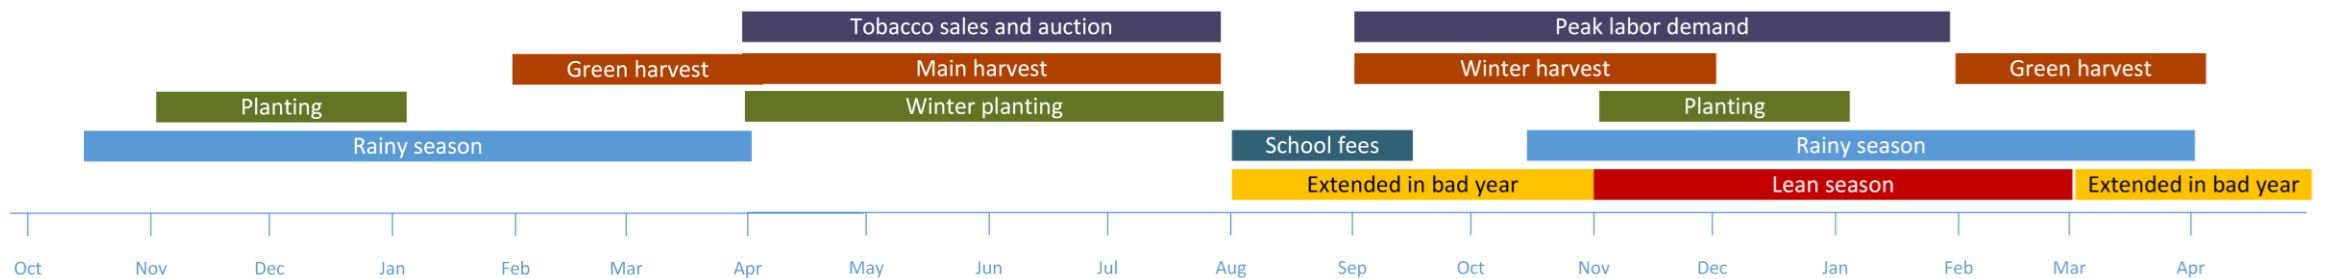 Tobacco sales and auction
Peak labor demand
Green harvest
Main harvest
Winter harvest
Green harvest
Planting
Winter planting
Planting
Rainy season
School fees
Rainy season
Extended in bad year
Lean season
Extended in bad year
Oct Nov Dec Jan Feb Mar Apr May Jun Jul Aug Sep Oct Nov Dec Jan Feb Mar Apr